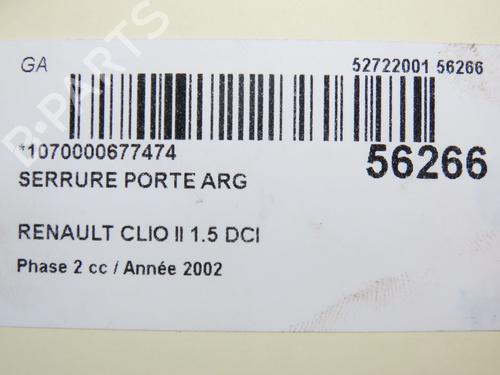 B-PARTS
GA
52722001 56266
*1070000677474
56266
SERRURE PORTE ARG
RENAULT CLIO II 1.5 DCI
Phase 2 cc / Année 2002